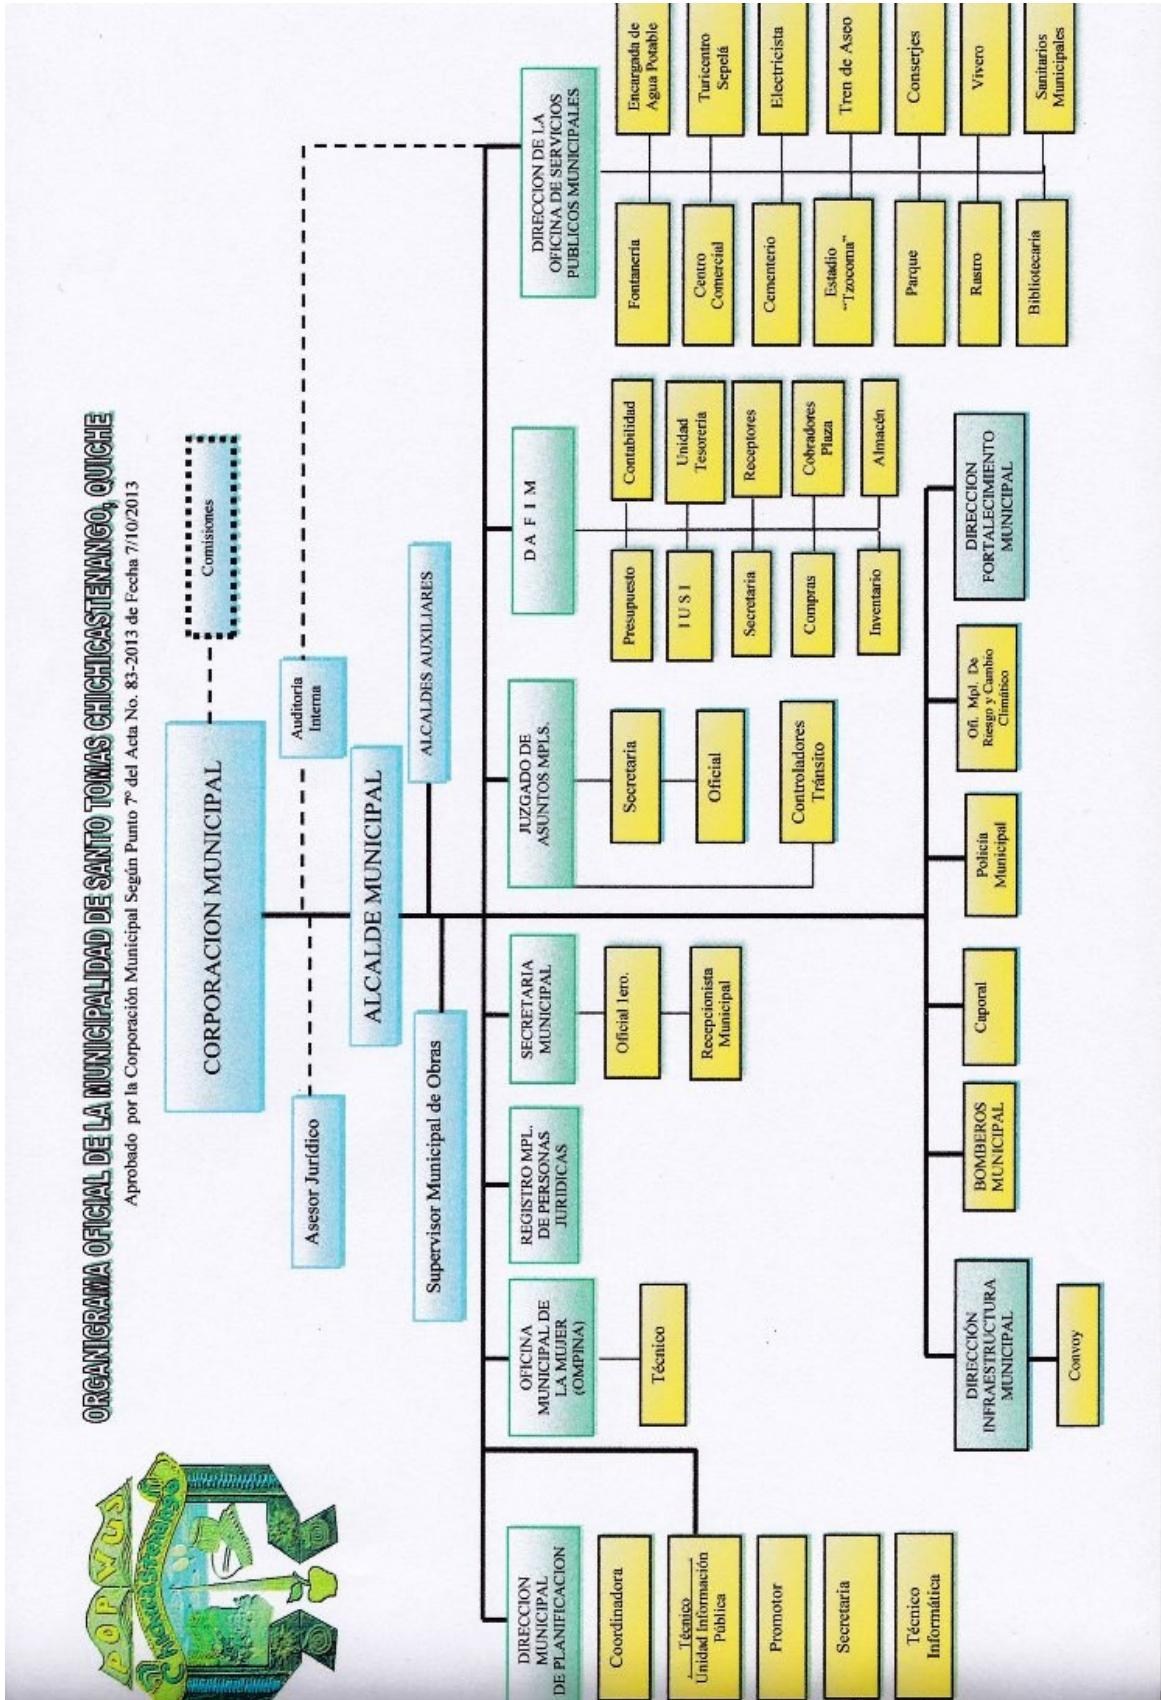 ORGANIGRAMA OFICIAL DE LA MUNICIPALIDAD DE SANTO TOMAS CHICHICASTENANGO, QUICHE
Aprobado por la Corporación Municipal Según Punto 7º del Acta No. 83-2013 de Fecha 7/10/2013
POP WUJ
Chichicastenango
CORPORACION MUNICIPAL
Comisiones
Asesor Jurídico
Auditoria
Interna
ALCALDE MUNICIPAL
Supervisor Municipal de Obras
ALCALDES AUXILIARES
DIRECCION
MUNICIPAL
DE PLANIFICACION
Coordinadora
Técnico
Unidad Información
Pública
Promotor
Secretaria
Técnico
Informática
OFICINA
MUNICIPAL DE
LA MUJER
(OMPINA)
Técnico
REGISTRO MPL.
DE PERSONAS
JURIDICAS
SECRETARIA
MUNICIPAL
Oficial 1ero.
Recepcionista
Municipal
JUZGADO DE
ASUNTOS MPLS.
Secretaria
Oficial
Controladores
Tránsito
D A F I M
Presupuesto
Contabilidad
I U S I
Unidad
Tesorería
Secretaria
Receptores
Compras
Cobradores
Plaza
Inventario
Almacén
DIRECCION DE LA
OFICINA DE SERVICIOS
PUBLICOS MUNICIPALES
Fontanería
Encargada de
Agua Potable
Centro
Comercial
Turicentro
Sepelá
Cementerio
Electricista
Estadio
“Tzocoma”
Tren de Aseo
Parque
Conserjes
Rastro
Vivero
Bibliotecaria
Sanitarios
Municipales
DIRECCIÓN
INFRAESTRUCTURA
MUNICIPAL
Convoy
BOMBEROS
MUNICIPAL
Caporal
Policía
Municipal
Ofi. Mpl. De
Riesgo y Cambio
Climático
DIRECCION
FORTALECIMIENTO
MUNICIPAL